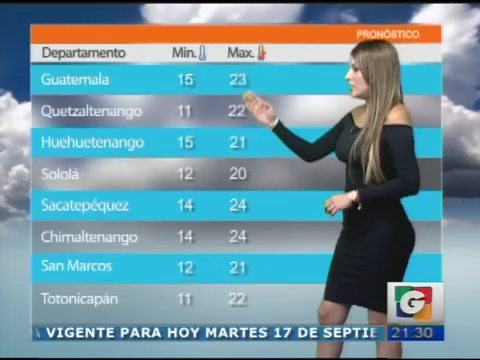 PRONÓSTICO
Departamento Min. Max.
Guatemala 15 23
Quetzaltenango 11 22
Huehuetenango 15 21
Sololá 12 20
Sacatepéquez 14 24
Chimaltenango 14 24
San Marcos 12 21
Totonicapán 11 22
G
A VIGENTE PARA HOY MARTES 17 DE SEPTIE 21.30